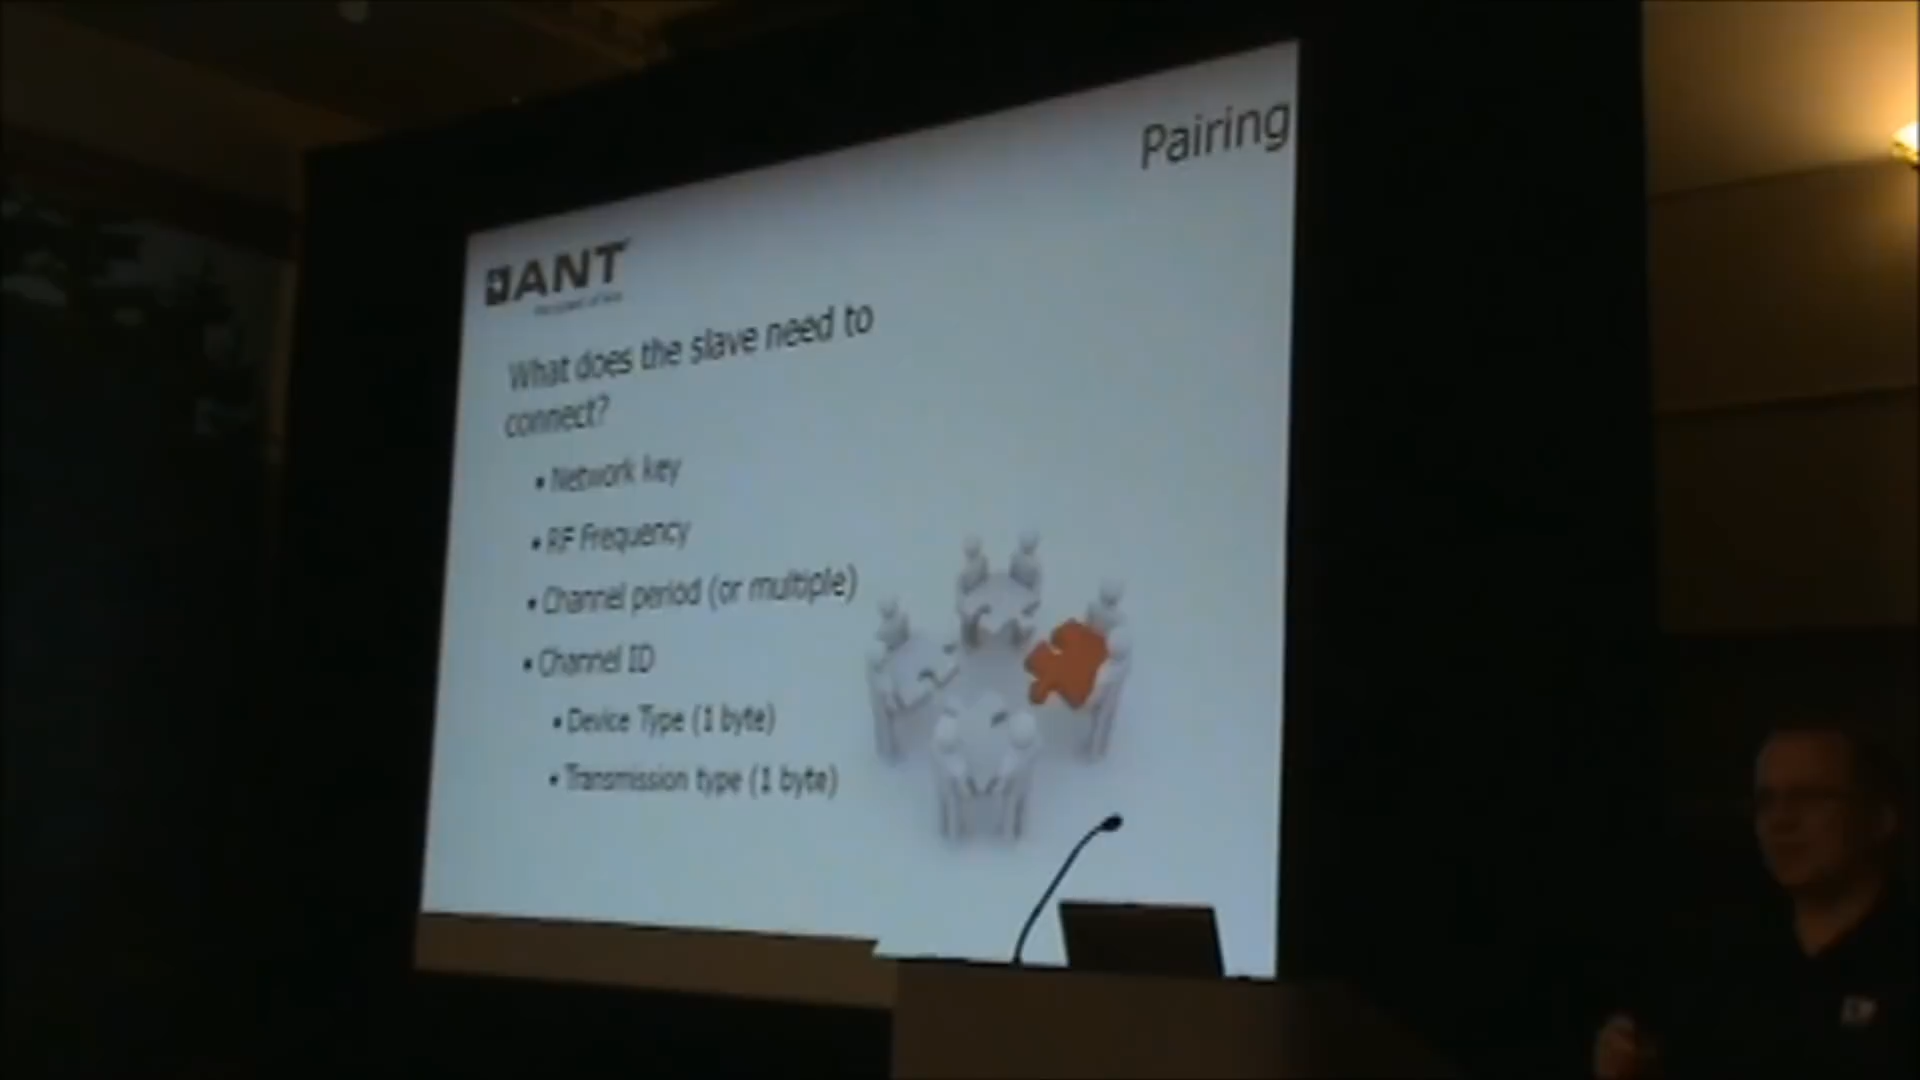 Pairing
ANT
What does the slave need to
connect?
• Network key
• RF Frequency
• Channel period (or multiple)
• Channel ID
• Device Type (1 byte)
• Transmission type (1 byte)